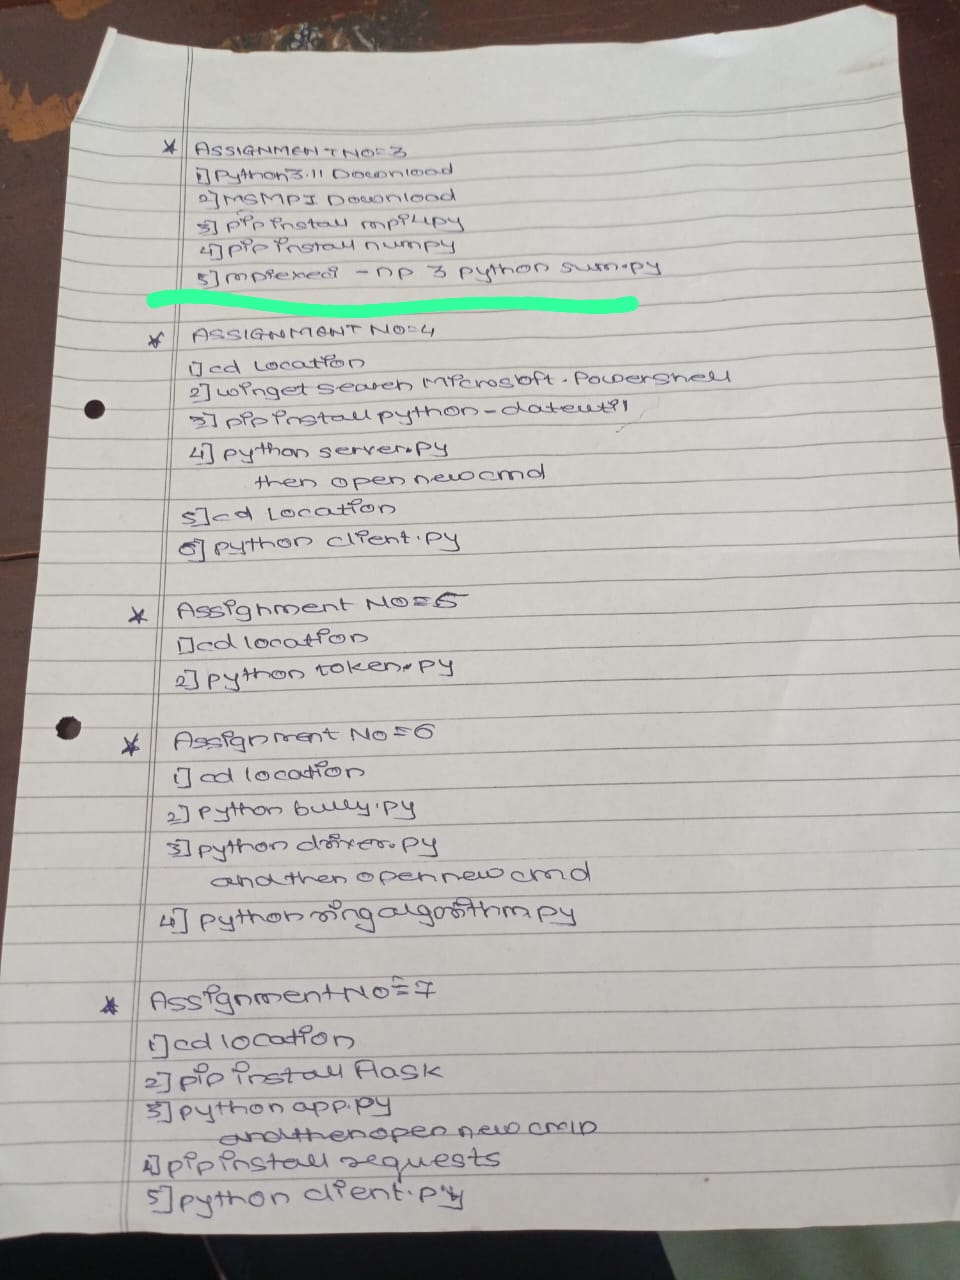 * ASSIGNMENT NO=3
1] Python3.11 Download
2] MSMPI Download
3] pip install mpi4py
4] pip install numpy
5] mpiexec -np 3 python sum.py
* ASSIGNMENT NO=4
1] cd Location
2] winget search Microsloft.Powershell
3] pip install python-dateutil
4] python server.py
then open new cmd
5] cd Location
6] python client.py
* Assignment NO=5
1] cd location
2] python token.py
* Assignment NO=6
1] cd location
2] python bully.py
3] python driver.py
and then open new cmd
4] python ringalgorithm.py
* Assignment NO=7
1] cd location
2] pip install flask
3] python app.py
and then open new cmD
4] pip install requests
5] python client.py